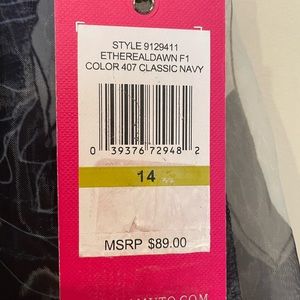 STYLE 9129411
ETHEREALDAWN F1
COLOR 407 CLASSIC NAVY
0 39376 72948 2
14
MSRP $89.00